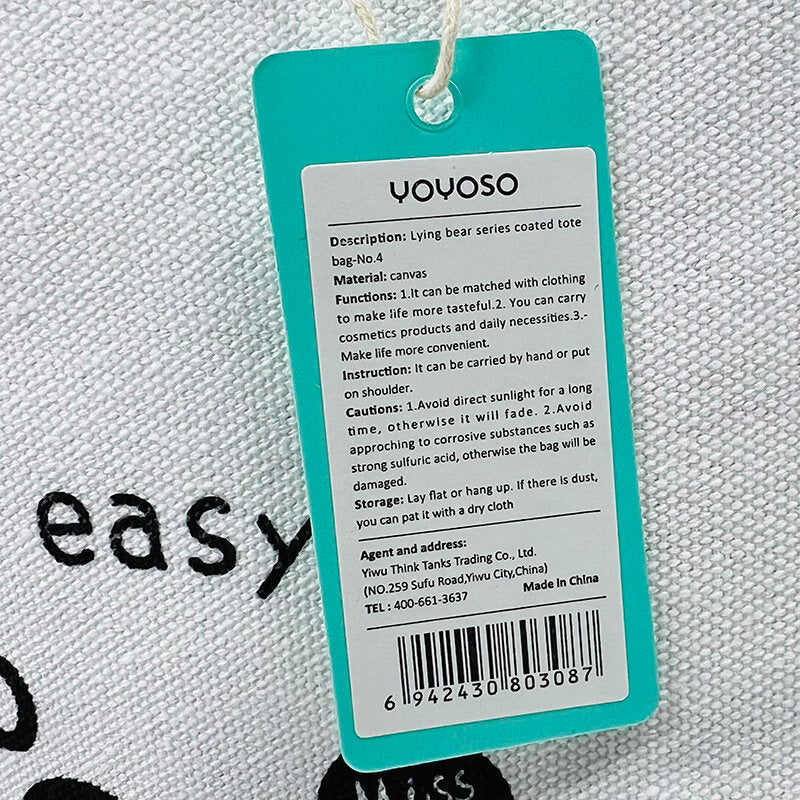 YOYOSO
Description: Lying bear series coated tote
bag-No.4
Material: canvas
Functions: 1.It can be matched with clothing
to make life more tasteful.2. You can carry
cosmetics products and daily necessities.3.-
Make life more convenient.
Instruction: It can be carried by hand or put
on shoulder.
Cautions: 1.Avoid direct sunlight for a long
time, otherwise it will fade. 2.Avoid
approching to corrosive substances such as
strong sulfuric acid, otherwise the bag will be
damaged.
Storage: Lay flat or hang up. If there is dust,
you can pat it with a dry cloth
Agent and address:
Yiwu Think Tanks Trading Co., Ltd.
(NO.259 Sufu Road,Yiwu City,China)
TEL : 400-661-3637 Made in China
6 942430 803087
easy
Miss